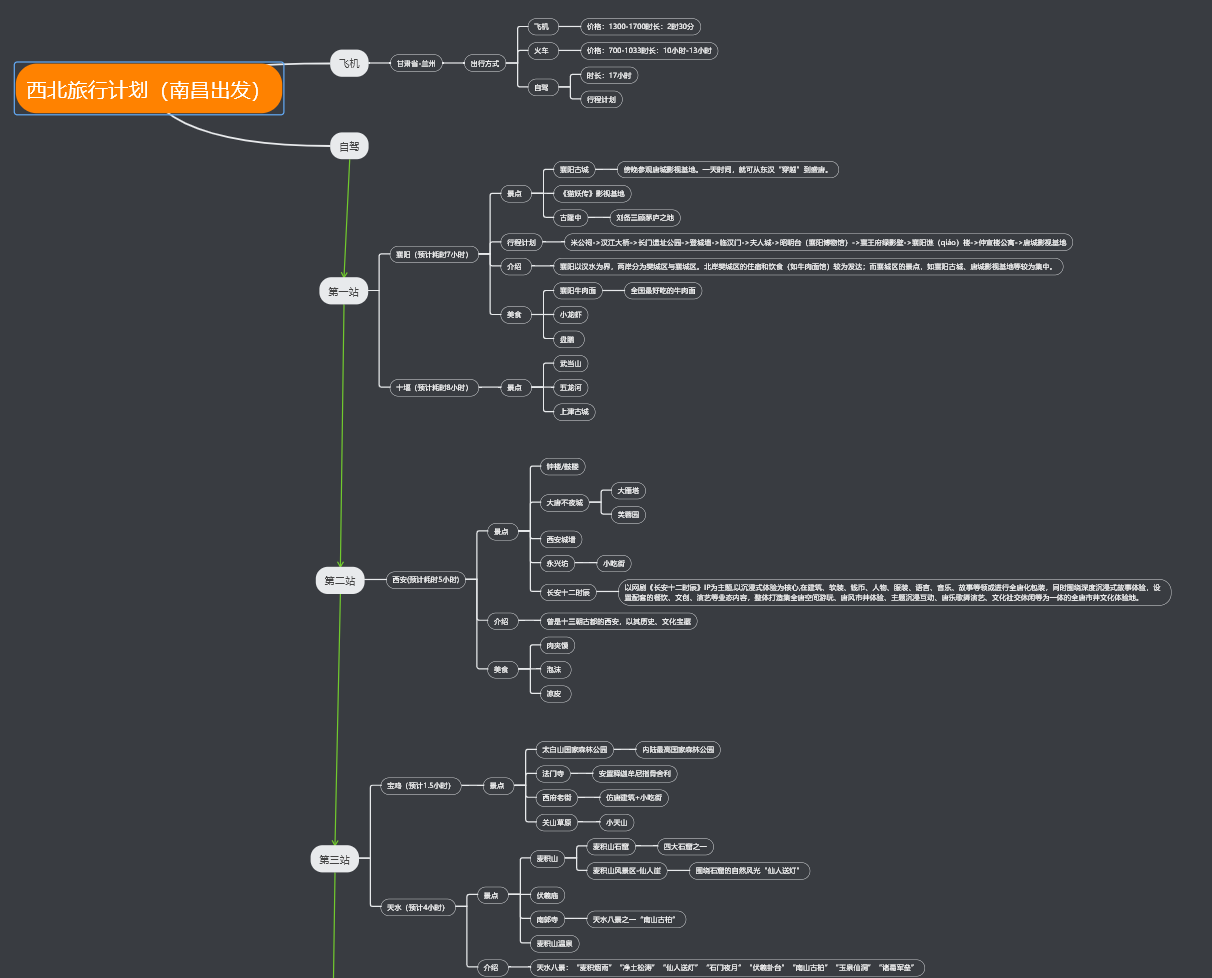 西北旅行计划（南昌出发）
飞机
甘肃省-兰州
出行方式
飞机
价格：1300-1700时长：2时30分
火车
价格：700-1033时长：10小时-13小时
自驾
时长：17小时
行程计划
自驾
第一站
襄阳（预计耗时7小时）
景点
襄阳古城
傍晚参观唐城影视基地。一天时间，就可从东汉“穿越”到盛唐。
《猫妖传》影视基地
古隆中
刘备三顾茅庐之地
行程计划
米公祠->汉江大桥->长门遗址公园->登城墙->临汉门->夫人城->昭明台（襄阳博物馆）->襄王府绿影壁->襄阳谯（qiáo）楼->仲宣楼公寓->唐城影视基地
介绍
襄阳以汉水为界，两岸分为樊城区与襄城区。北岸樊城区的住宿和饮食（如牛肉面馆）较为发达；而襄城区的景点，如襄阳古城、唐城影视基地等较为集中。
美食
襄阳牛肉面
全国最好吃的牛肉面
小龙虾
盘鳝
十堰（预计耗时8小时）
景点
武当山
五龙河
上津古城
第二站
西安(预计耗时5小时)
景点
钟楼/鼓楼
大唐不夜城
大雁塔
芙蓉园
西安城墙
永兴坊
小吃街
长安十二时辰
以网剧《长安十二时辰》IP为主题,以沉浸式体验为核心,在建筑、软装、钱币、人物、服装、语言、音乐、故事等领或进行全唐化包装，同时围绕深度沉浸式故事体验、设
置配套的餐饮、文创、演艺等业态内容，整体打造集全唐空间游玩、唐风市井体验、主题沉浸互动、唐乐歌舞演艺、文化社交休闲等为一体的全唐市井文化体验地。
介绍
曾是十三朝古都的西安，以其历史、文化宝藏
美食
肉夹馍
泡沫
凉皮
第三站
宝鸡（预计1.5小时）
景点
太白山国家森林公园
内陆最高国家森林公园
法门寺
安置释迦牟尼指骨舍利
西府老街
仿唐建筑+小吃街
关山草原
小天山
天水（预计4小时）
景点
麦积山
麦积山石窟
四大石窟之一
麦积山风景区-仙人崖
围绕石窟的自然风光“仙人送灯”
伏羲庙
南郭寺
天水八景之一“南山古柏”
麦积山温泉
介绍
天水八景：“麦积烟雨” “净土松涛” “仙人送灯” “石门夜月” “伏羲卦台” “南山古柏” “玉泉仙洞” “诸葛军垒”